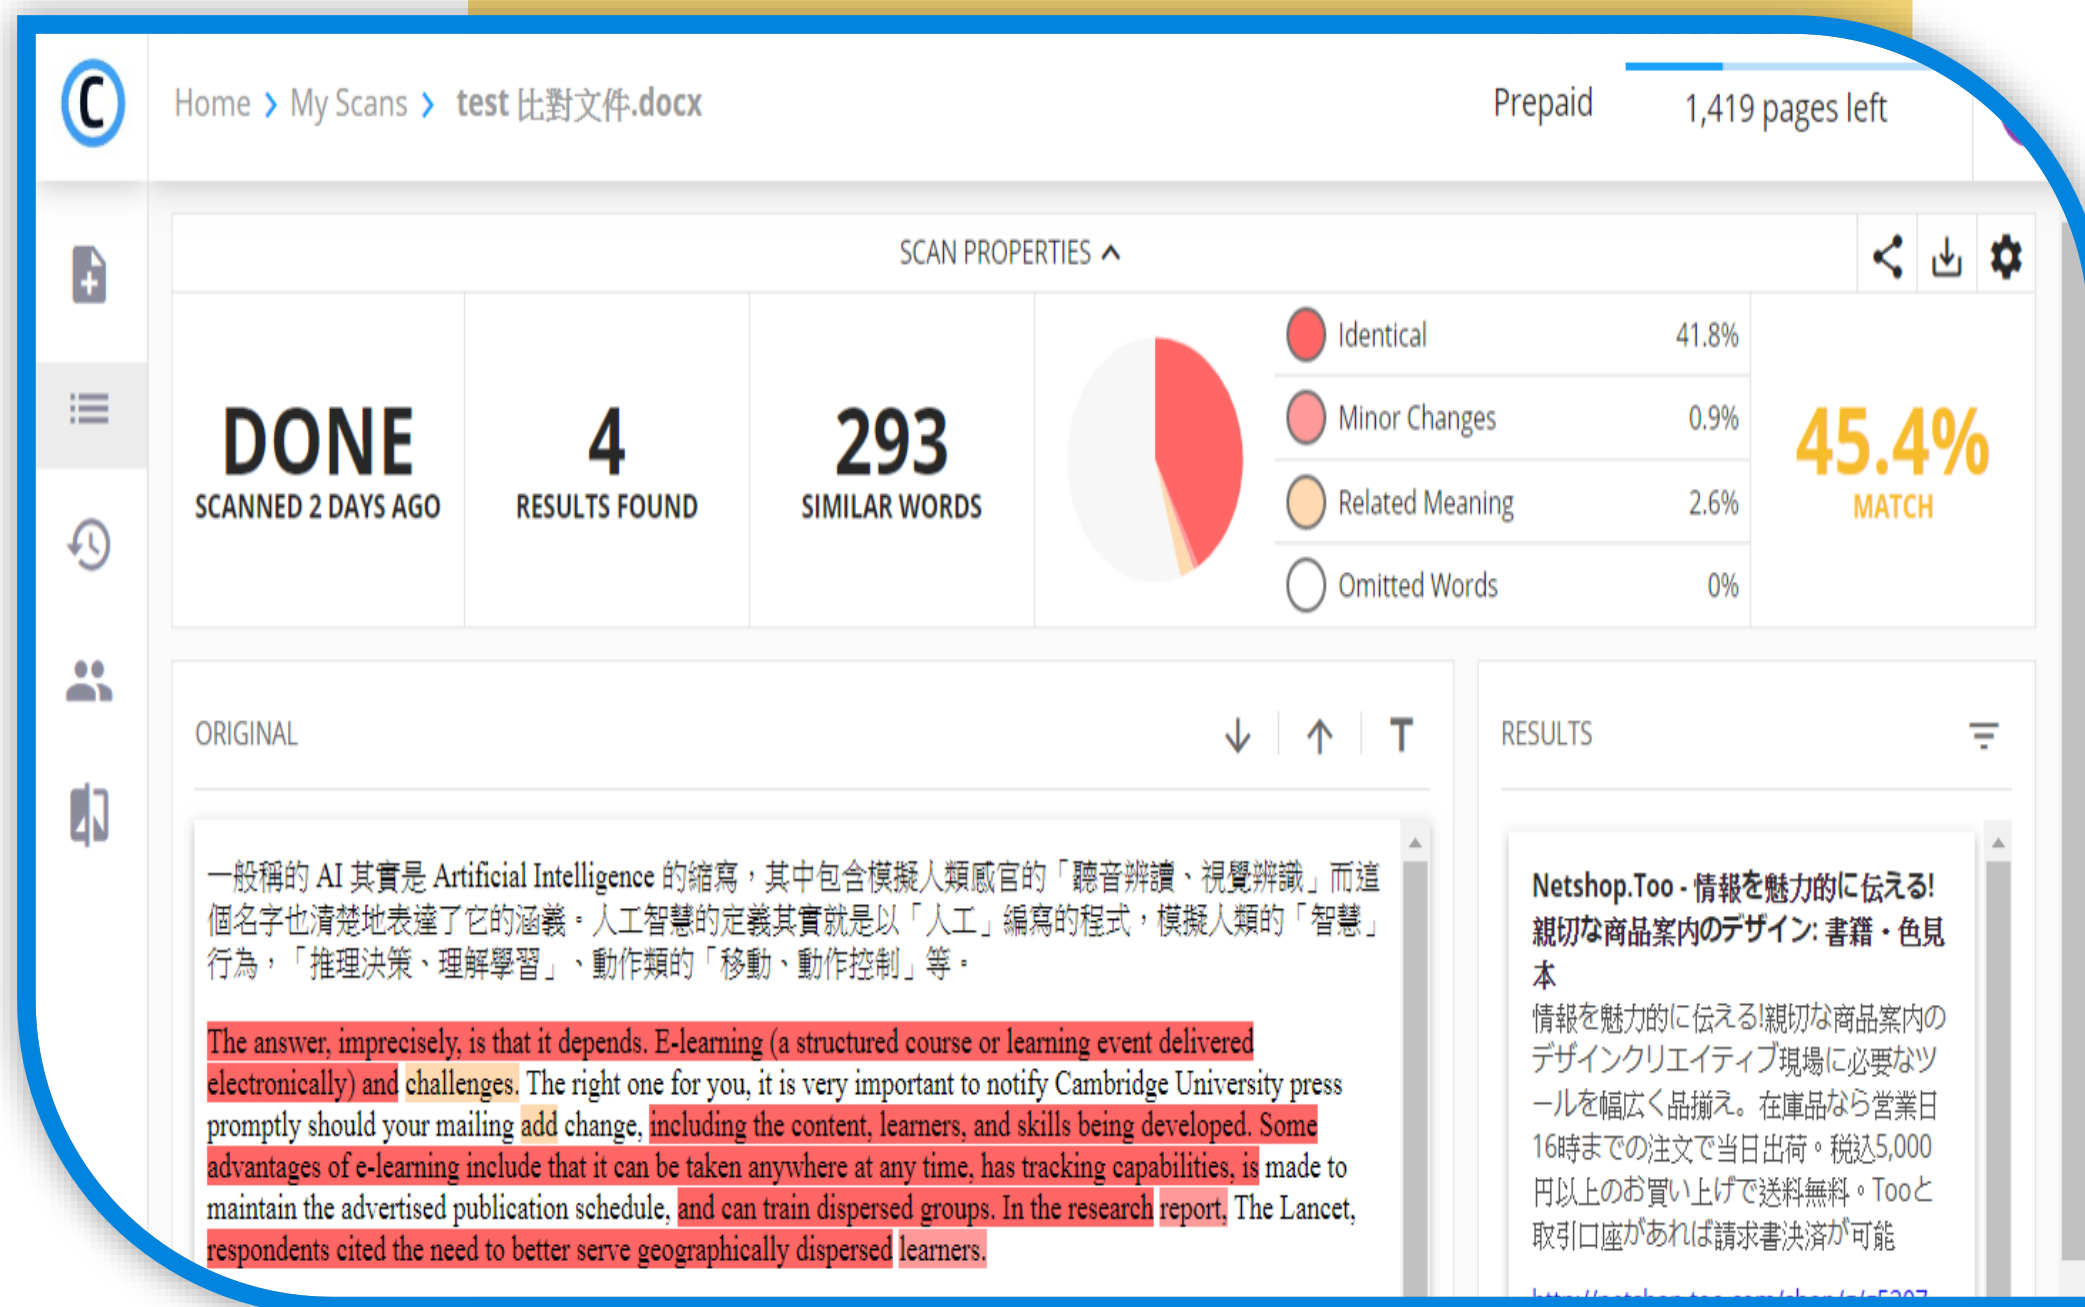 C
Home > My Scans > test 比對文件.docx
Prepaid
1,419 pages left
SCAN PROPERTIES
DONE
SCANNED 2 DAYS AGO
4
RESULTS FOUND
293
SIMILAR WORDS
Identical 41.8%
Minor Changes 0.9%
Related Meaning 2.6%
Omitted Words 0%
45.4%
MATCH
ORIGINAL
T
一般稱的 AI 其實是 Artificial Intelligence 的縮寫，其中包含模擬人類感官的「聽音辨讀、視覺辨識」而這
個名字也清楚地表達了它的涵義。人工智慧的定義其實就是以「人工」編寫的程式，模擬人類的「智慧」
行為，「推理決策、理解學習」、動作類的「移動、動作控制」等。
The answer, imprecisely, is that it depends. E-learning (a structured course or learning event delivered
electronically) and challenges. The right one for you, it is very important to notify Cambridge University press
promptly should your mailing add change, including the content, learners, and skills being developed. Some
advantages of e-learning include that it can be taken anywhere at any time, has tracking capabilities, is made to
maintain the advertised publication schedule, and can train dispersed groups. In the research report, The Lancet,
respondents cited the need to better serve geographically dispersed learners.
RESULTS
Netshop.Too - 情報を魅力的に伝える!
親切な商品案内のデザイン: 書籍・色見
本
情報を魅力的に伝える!親切な商品案内の
デザインクリエイティブ現場に必要なツ
ールを幅広く品揃え。在庫品なら営業日
16時までの注文で当日出荷。税込5,000
円以上のお買い上げで送料無料。Tooと
取引口座があれば請求書決済が可能